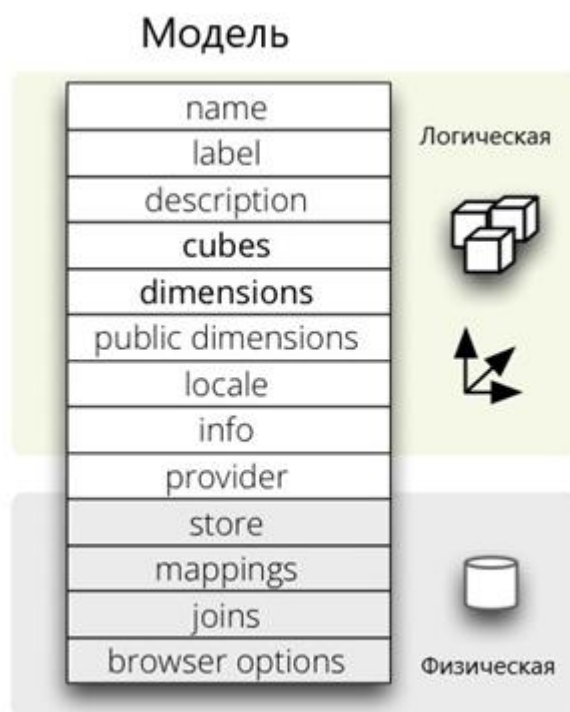 Модель
name
label
description
cubes
dimensions
public dimensions
locale
info
provider
store
mappings
joins
browser options
Логическая
Физическая